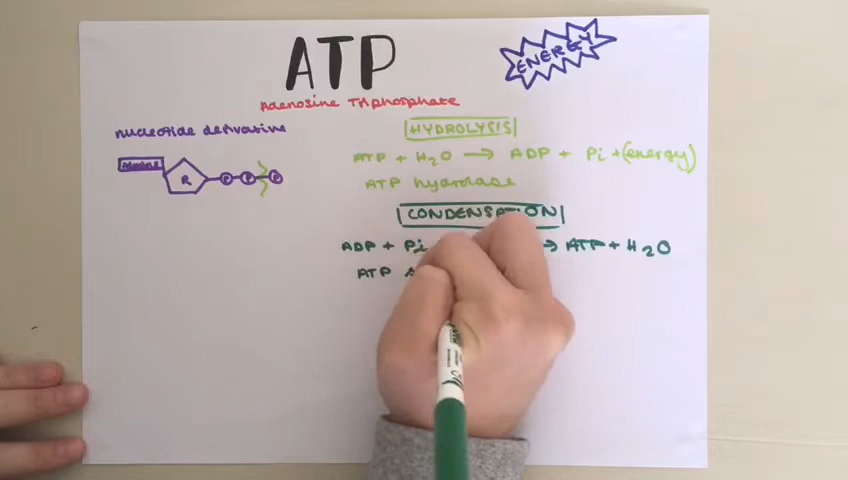 ATP
ENERGY
Adenosine Triphosphate
nucleotide derivative
HYDROLYSIS
ATP + H2O → ADP + Pi + (energy)
R P P P
ATP hydrolase
CONDENSATION
ADP + Pi → ATP + H2O
ATP